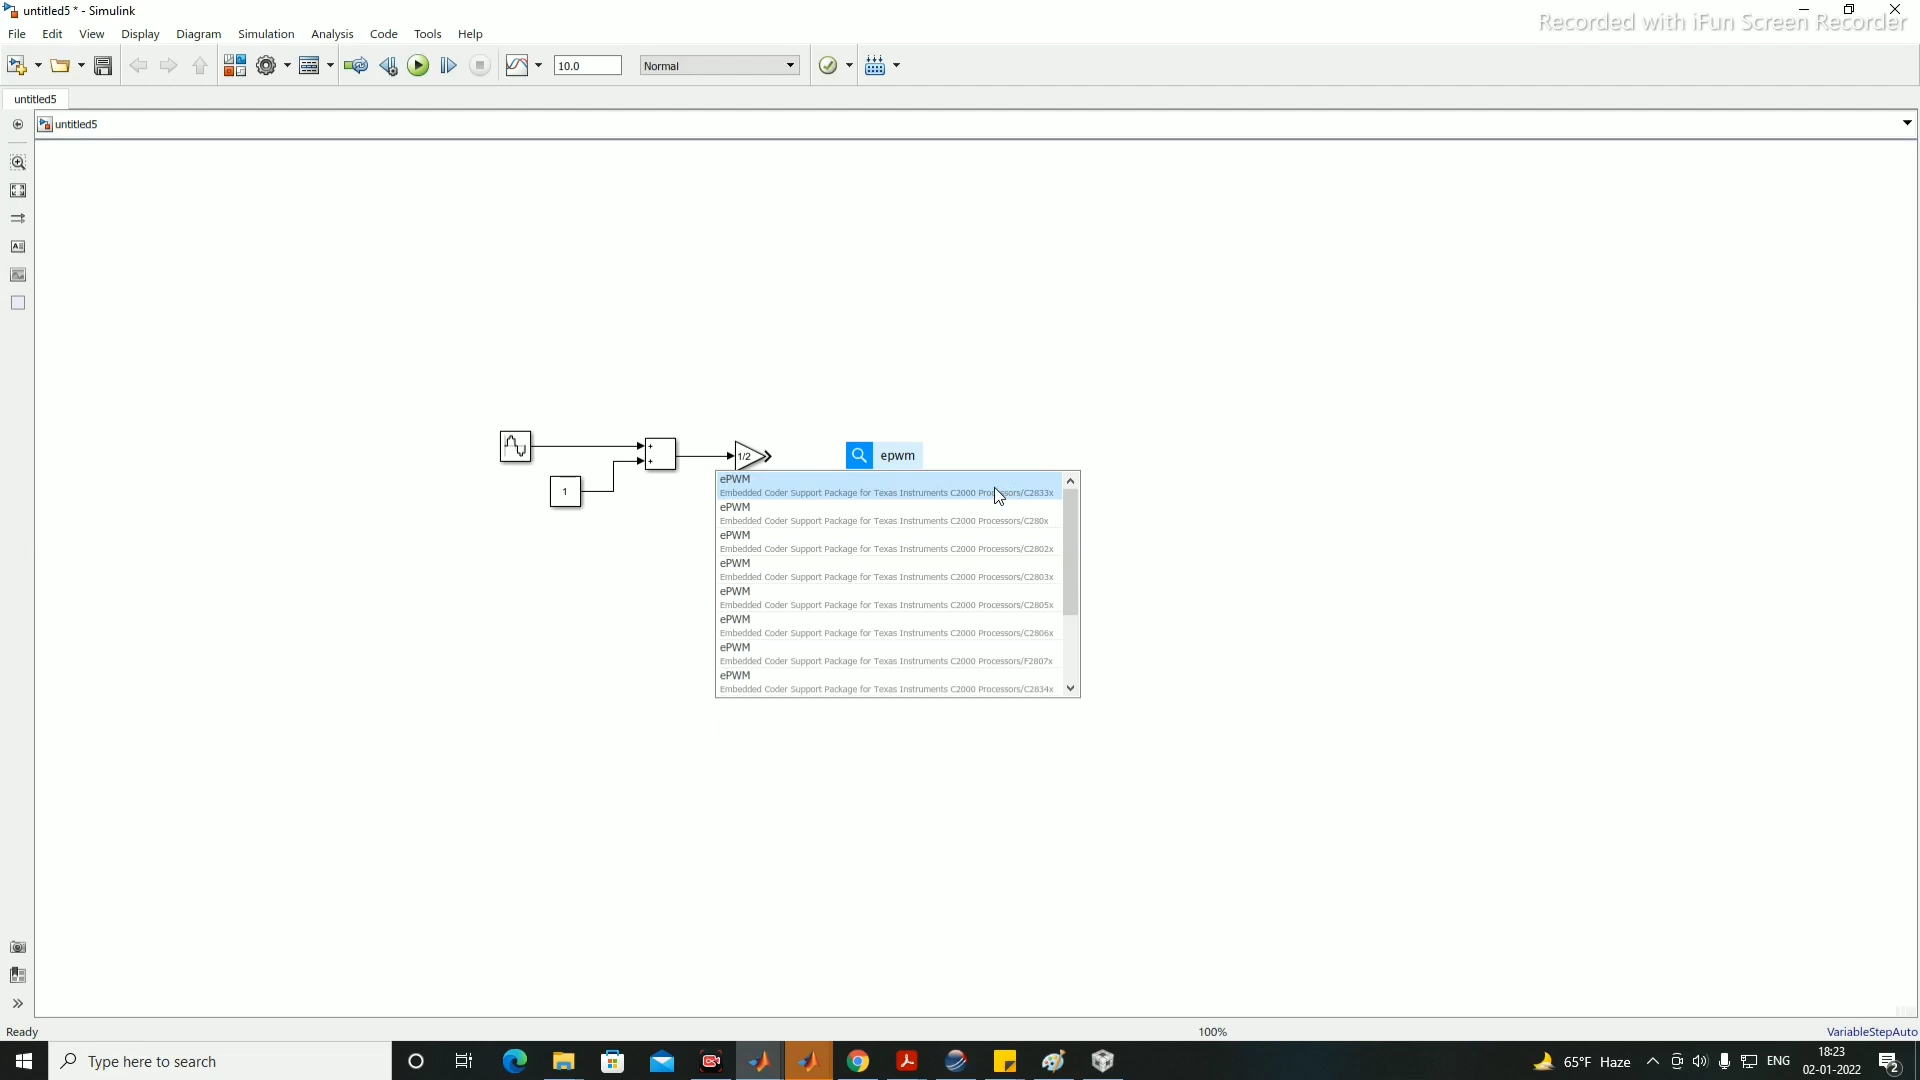 untitled5 * - Simulink
Recorded with iFun Screen Recorder
File Edit View Display Diagram Simulation Analysis Code Tools Help
10.0 Normal
untitled5
untitled5
1/2
epwm
1
ePWM
Embedded Coder Support Package for Texas Instruments C2000 Processors/C2833x
ePWM
Embedded Coder Support Package for Texas Instruments C2000 Processors/C280x
ePWM
Embedded Coder Support Package for Texas Instruments C2000 Processors/C2802x
ePWM
Embedded Coder Support Package for Texas Instruments C2000 Processors/C2803x
ePWM
Embedded Coder Support Package for Texas Instruments C2000 Processors/C2805x
ePWM
Embedded Coder Support Package for Texas Instruments C2000 Processors/C2806x
ePWM
Embedded Coder Support Package for Texas Instruments C2000 Processors/F2807x
ePWM
Embedded Coder Support Package for Texas Instruments C2000 Processors/C2834x
Ready 100% VariableStepAuto
Type here to search
65°F Haze
ENG
18:23
02-01-2022
2